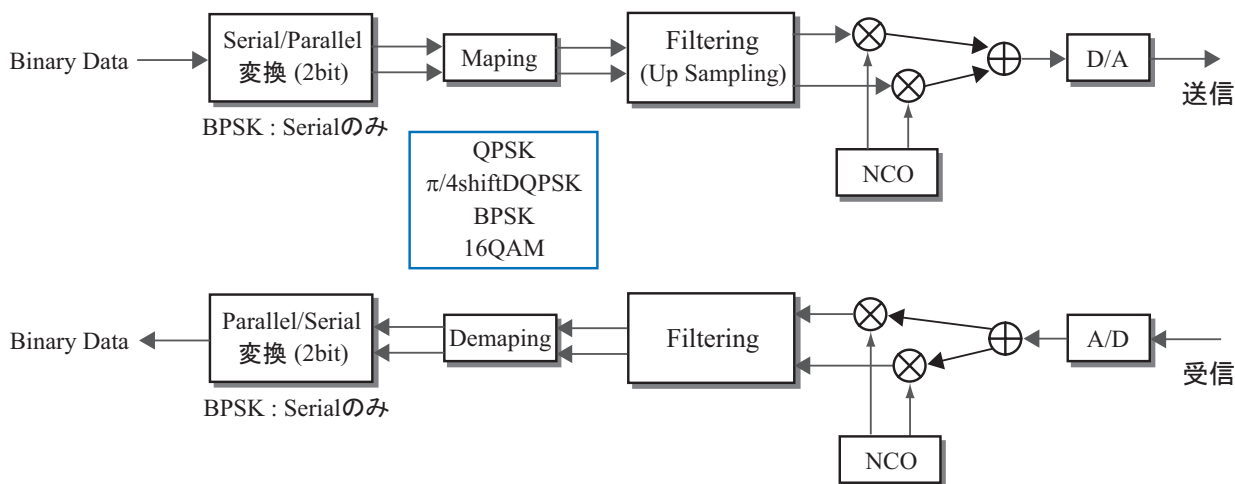 Binary Data
Serial/Parallel
変換 (2bit)
BPSK : Serialのみ
Maping
Filtering
(Up Sampling)
NCO
D/A
送信
QPSK
π/4shiftDQPSK
BPSK
16QAM
Binary Data
Parallel/Serial
変換 (2bit)
BPSK : Serialのみ
Demaping
Filtering
NCO
A/D
受信